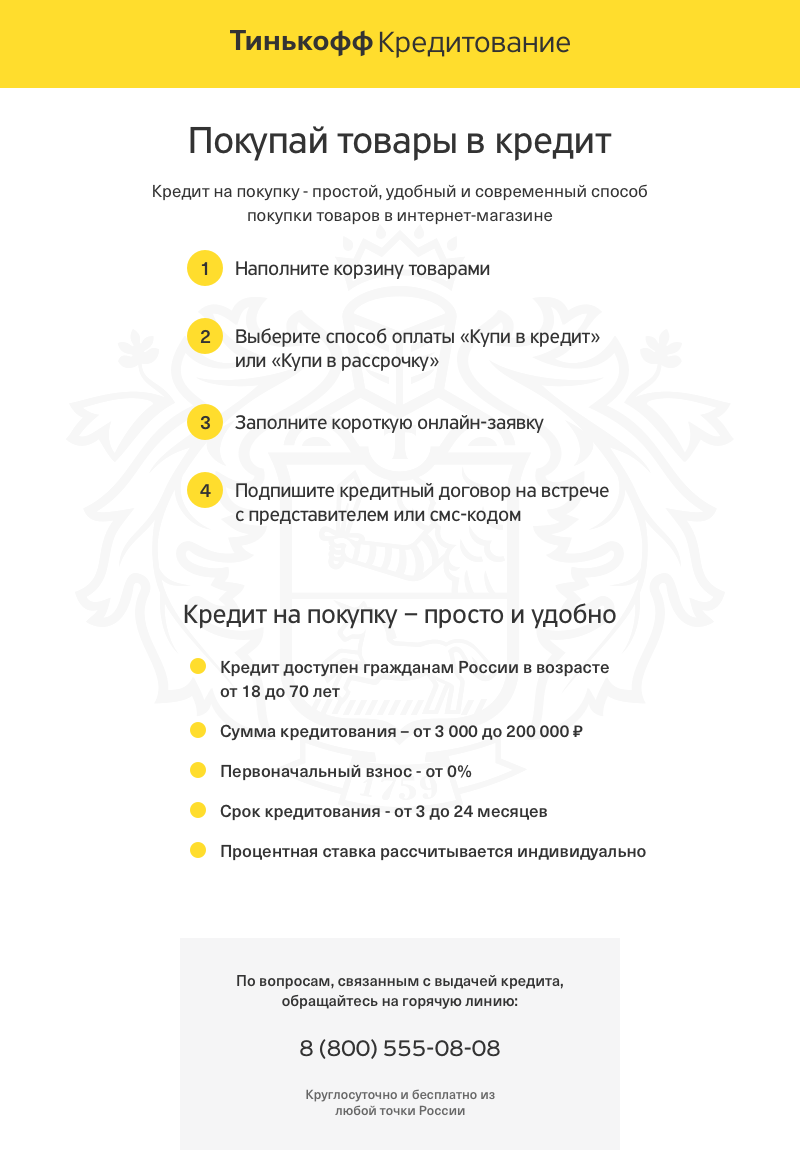 Тинькофф Кредитование
Покупай товары в кредит
Кредит на покупку - простой, удобный и современный способ
покупки товаров в интернет-магазине
1 Наполните корзину товарами
2 Выберите способ оплаты «Купи в кредит»
или «Купи в рассрочку»
3 Заполните короткую онлайн-заявку
4 Подпишите кредитный договор на встрече
с представителем или смс-кодом
Кредит на покупку – просто и удобно
Кредит доступен гражданам России в возрасте
от 18 до 70 лет
Сумма кредитования – от 3 000 до 200 000 ₽
Первоначальный взнос - от 0%
1759
Срок кредитования - от 3 до 24 месяцев
Процентная ставка рассчитывается индивидуально
По вопросам, связанным с выдачей кредита,
обращайтесь на горячую линию:
8 (800) 555-08-08
Круглосуточно и бесплатно из
любой точки России